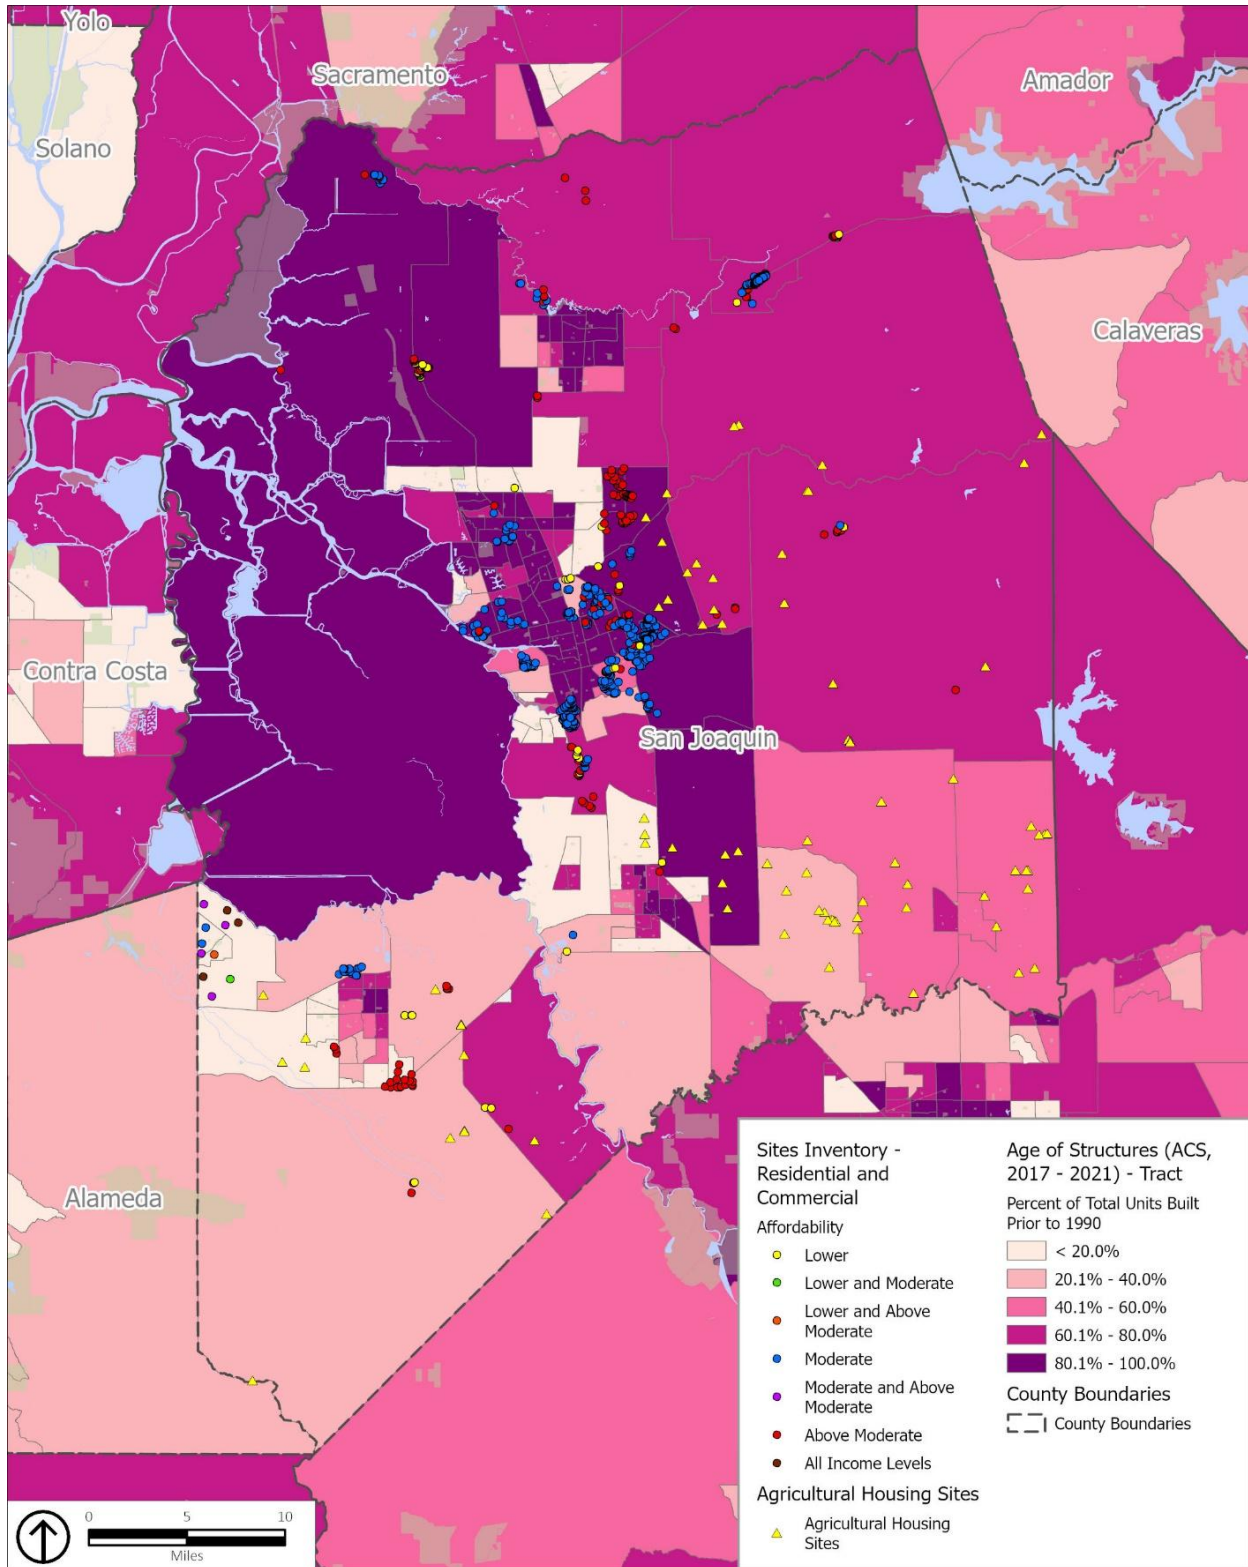 Yolo
Sacramento
Amador
Solano
Calaveras
Contra Costa
San Joaquin
Alameda
Sites Inventory -
Residential and
Commercial
Affordability
Lower
Lower and Moderate
Lower and Above
Moderate
Moderate
Moderate and Above
Moderate
Above Moderate
All Income Levels
Agricultural Housing Sites
Agricultural Housing
Sites
Age of Structures (ACS,
2017 - 2021) - Tract
Percent of Total Units Built
Prior to 1990
< 20.0%
20.1% - 40.0%
40.1% - 60.0%
60.1% - 80.0%
80.1% - 100.0%
County Boundaries
County Boundaries
0 5 10
Miles